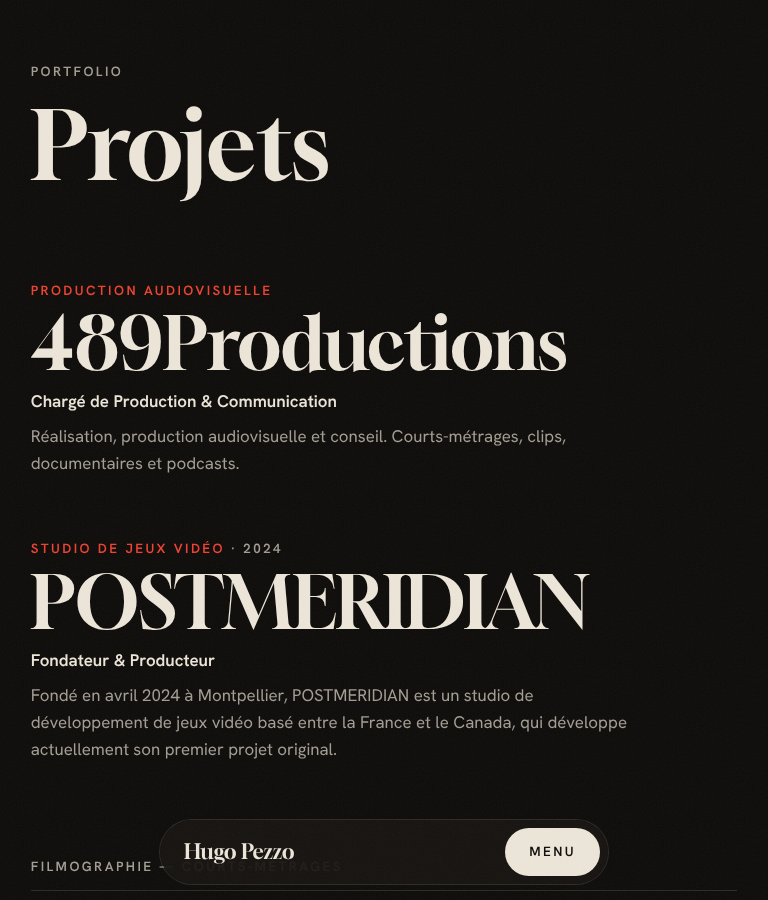 PORTFOLIO
Projets
PRODUCTION AUDIOVISUELLE
489Productions
Chargé de Production & Communication
Réalisation, production audiovisuelle et conseil. Courts-métrages, clips,
documentaires et podcasts.
STUDIO DE JEUX VIDÉO · 2024
POSTMERIDIAN
Fondateur & Producteur
Fondé en avril 2024 à Montpellier, POSTMERIDIAN est un studio de
développement de jeux vidéo basé entre la France et le Canada, qui développe
actuellement son premier projet original.
Hugo Pezzo
MENU
FILMOGRAPHIE — COURTS-MÉTRAGES